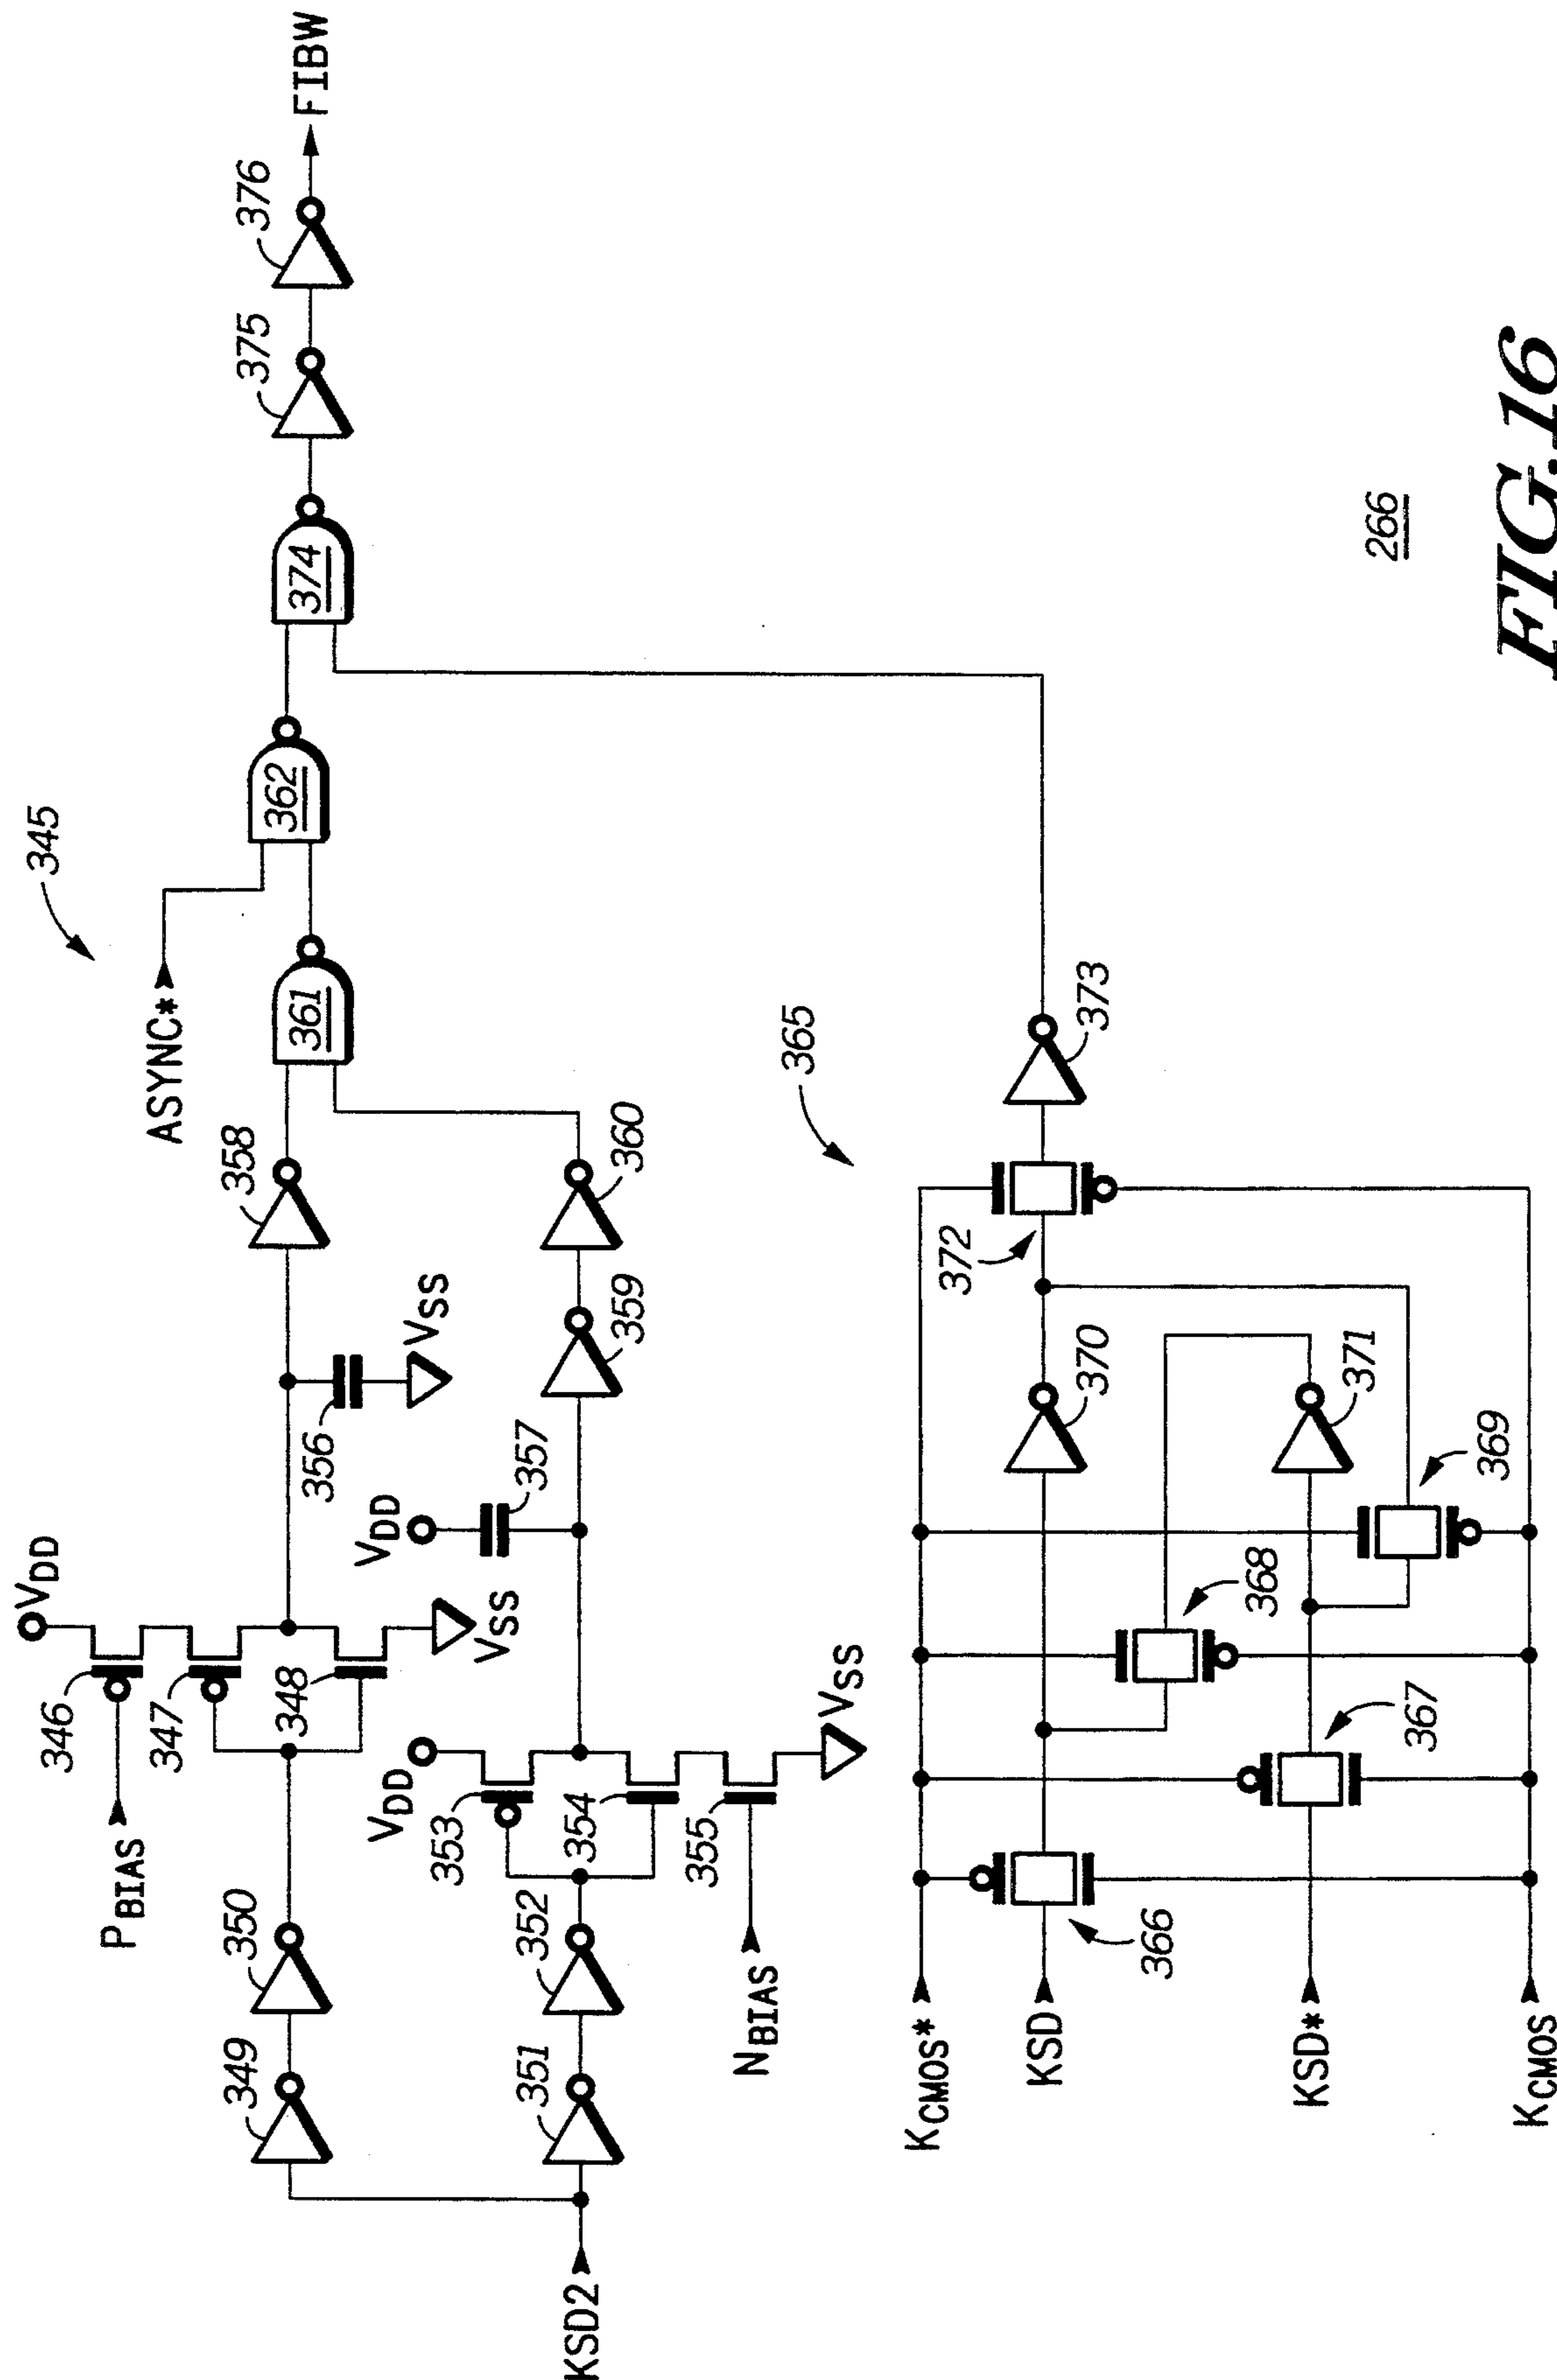 345
ASYNC*
VDD
346
PBIAS
347
348
VSS
349
350
358
356
VSS
361
362
374
375
376
FIBW
KSD2
351
352
VDD
353
354
355
NBIAS
VSS
VDD
357
359
360
365
KCMOS*
KSD
KSD*
KCMOS
366
367
368
369
370
371
372
373
266
FIG.16